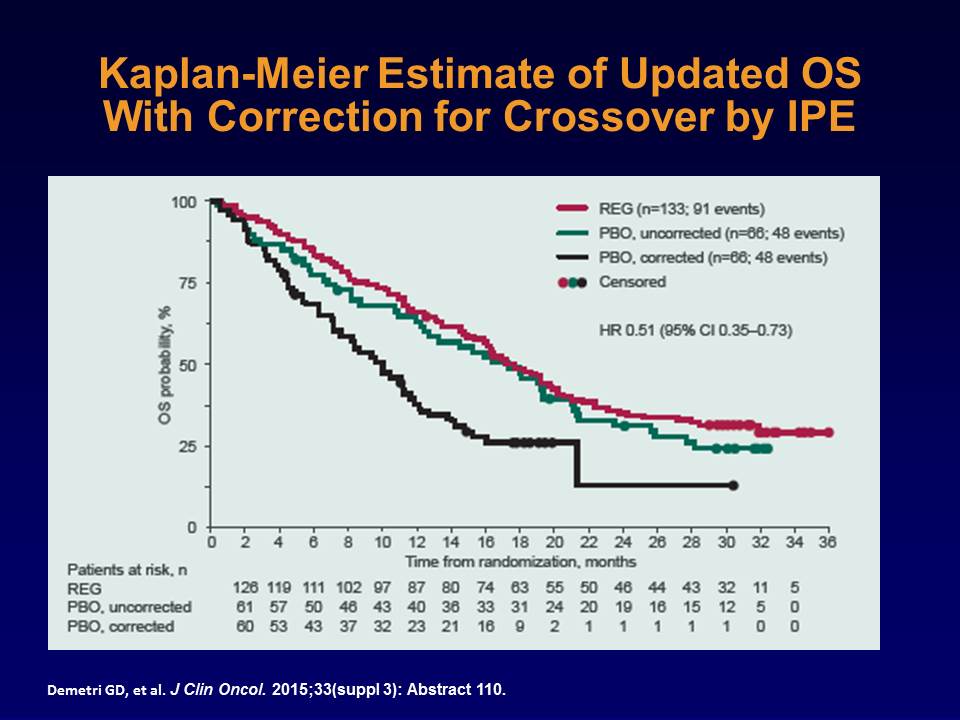 Kaplan-Meier Estimate of Updated OS
With Correction for Crossover by IPE
REG (n=133; 91 events)
PBO, uncorrected (n=66; 48 events)
PBO, corrected (n=66; 48 events)
Censored
HR 0.51 (95% CI 0.35–0.73)
OS probability, %
100
75
50
25
0
0 2 4 6 8 10 12 14 16 18 20 22 24 26 28 30 32 34 36
Time from randomization, months
Patients at risk, n
REG 126 119 111 102 97 87 80 74 63 55 50 46 44 43 32 11 5
PBO, uncorrected 61 57 50 46 43 40 36 33 31 24 20 19 16 15 12 5 0
PBO, corrected 60 53 43 37 32 23 21 16 9 2 1 1 1 1 1 0 0
Demetri GD, et al. J Clin Oncol. 2015;33(suppl 3): Abstract 110.